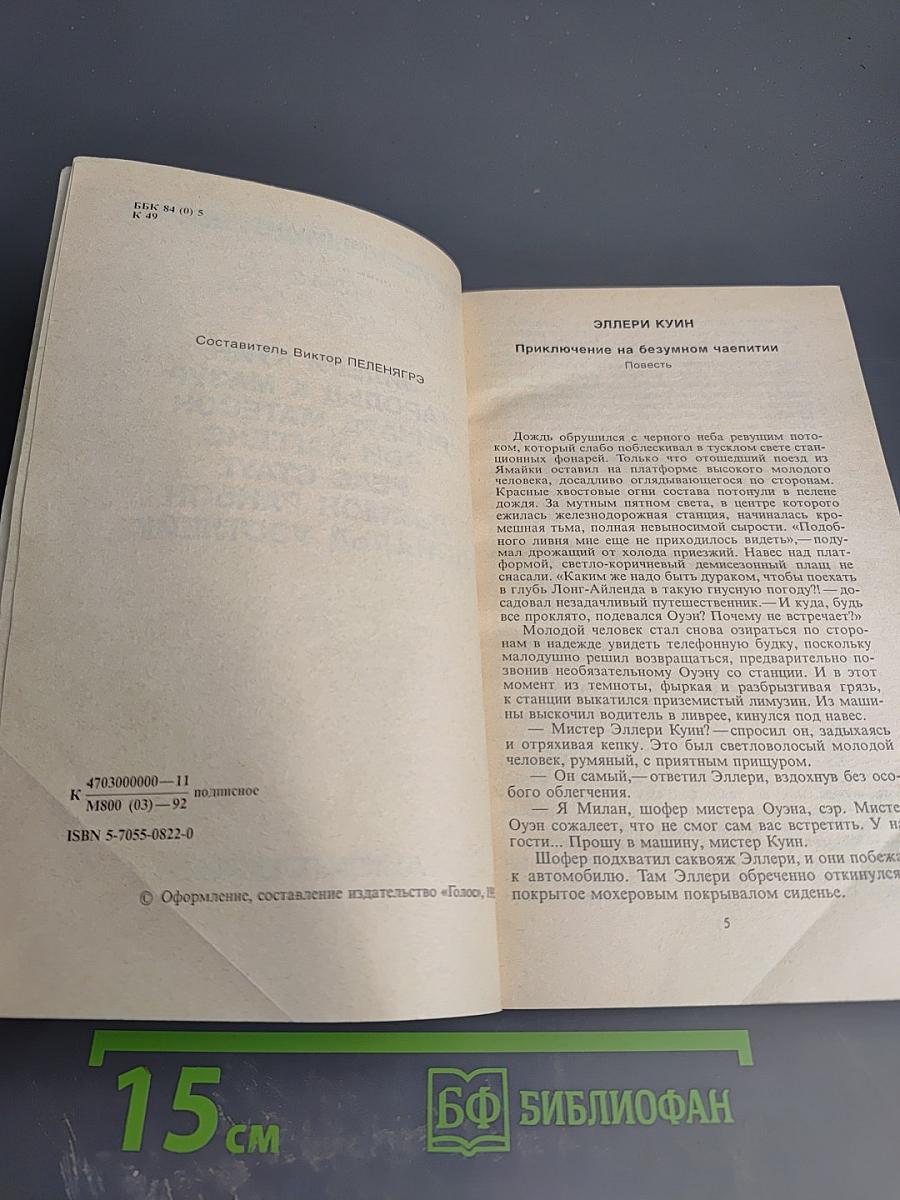 ББК 84 (0) 5
К 49
Составитель Виктор ПЕЛЕНЯГРЭ
К
4703000000—11
М800 (03)—92
подписное
ISBN 5-7055-0822-0
© Оформление, составление издательство «Голос»,
ЭЛЛЕРИ КУИН
Приключение на безумном чаепитии
Повесть
Дождь обрушился с черного неба ревущим пото-
ком, который слабо поблескивал в тусклом свете стан-
ционных фонарей. Только что отошедший поезд из
Ямайки оставил на платформе высокого молодого
человека, досадливо оглядывающегося по сторонам.
Красные хвостовые огни состава потонули в пелене
дождя. За мутным пятном света, в центре которого
ежилась железнодорожная станция, начиналась кро-
мешная тьма, полная невыносимой сырости. «Подоб-
ного ливня мне еще не приходилось видеть»,—поду-
мал дрожащий от холода приезжий. Навес над плат-
формой, светло-коричневый демисезонный плащ не
спасали. «Каким же надо быть дураком, чтобы поехать
в глубь Лонг-Айленда в такую гнусную погоду?!—до-
садовал незадачливый путешественник.—И куда, будь
все проклято, подевался Оуэн? Почему не встречает?»
Молодой человек стал снова озираться по сторо-
нам в надежде увидеть телефонную будку, поскольку
малодушно решил возвращаться, предварительно по-
звонив необязательному Оуэну со станции. И в этот
момент из темноты, фыркая и разбрызгивая грязь,
к станции выкатился приземистый лимузин. Из маши-
ны выскочил водитель в ливрее, кинулся под навес.
— Мистер Эллери Куин?—спросил он, задыхаясь
и отряхивая кепку. Это был светловолосый молодой
человек, румяный, с приятным прищуром.
— Он самый,—ответил Эллери, вздохнув без осо-
бого облегчения.
— Я Милан, шофер мистера Оуэна, сэр. Мисте
Оуэн сожалеет, что не смог сам вас встретить. У на
гости... Прошу в машину, мистер Куин.
Шофер подхватил саквояж Эллери, и они побежа
к автомобилю. Там Эллери обреченно откинулся
покрытое мохеровым покрывалом сиденье.
5
15 см
БФ БИБЛИОФАН